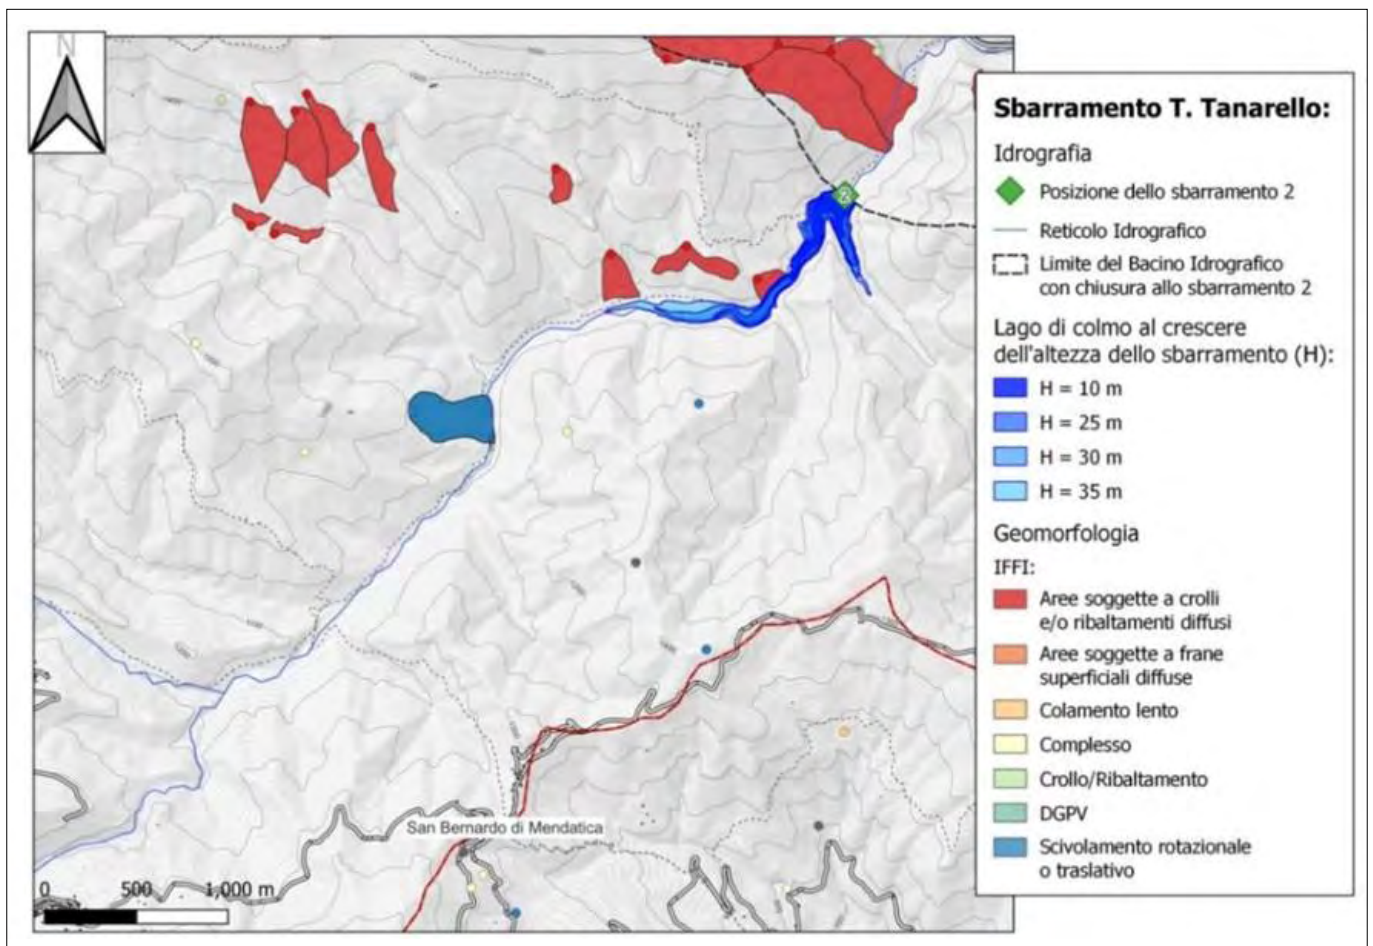 N
Sbarramento T. Tanarello:
Idrografia
Posizione dello sbarramento 2
Reticolo Idrografico
Limite del Bacino Idrografico
con chiusura allo sbarramento 2
Lago di colmo al crescere
dell'altezza dello sbarramento (H):
H = 10 m
H = 25 m
H = 30 m
H = 35 m
Geomorfologia
IFFI:
Aree soggette a crolli
e/o ribaltamenti diffusi
Aree soggette a frane
superficiali diffuse
Colamento lento
Complesso
Crollo/Ribaltamento
DGPV
Scivolamento rotazionale
o traslativo
2
San Bernardo di Mendatica
0 500 1,000 m